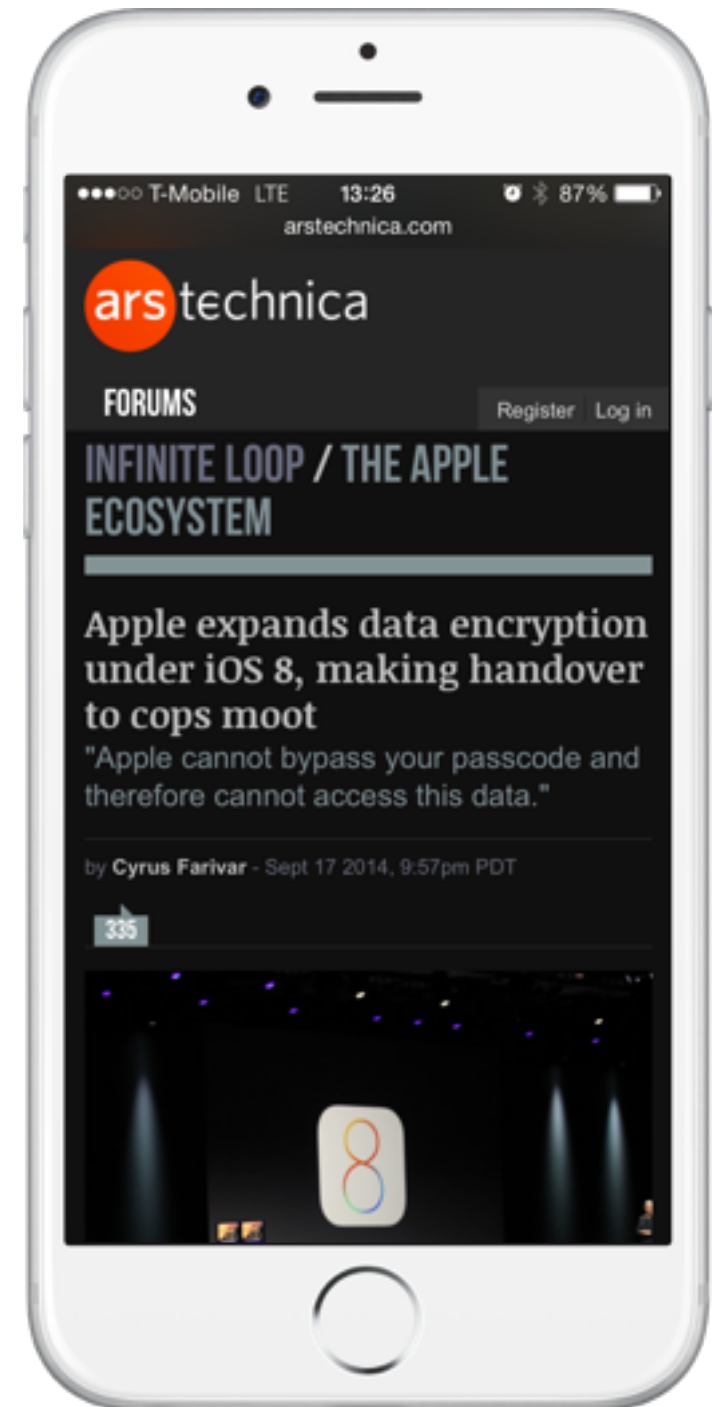 T-Mobile LTE 13:26 87%
arstechnica.com
ars technica
FORUMS Register Log in
INFINITE LOOP / THE APPLE
ECOSYSTEM
Apple expands data encryption
under iOS 8, making handover
to cops moot
"Apple cannot bypass your passcode and
therefore cannot access this data."
by Cyrus Farivar - Sept 17 2014, 9:57pm PDT
335
8